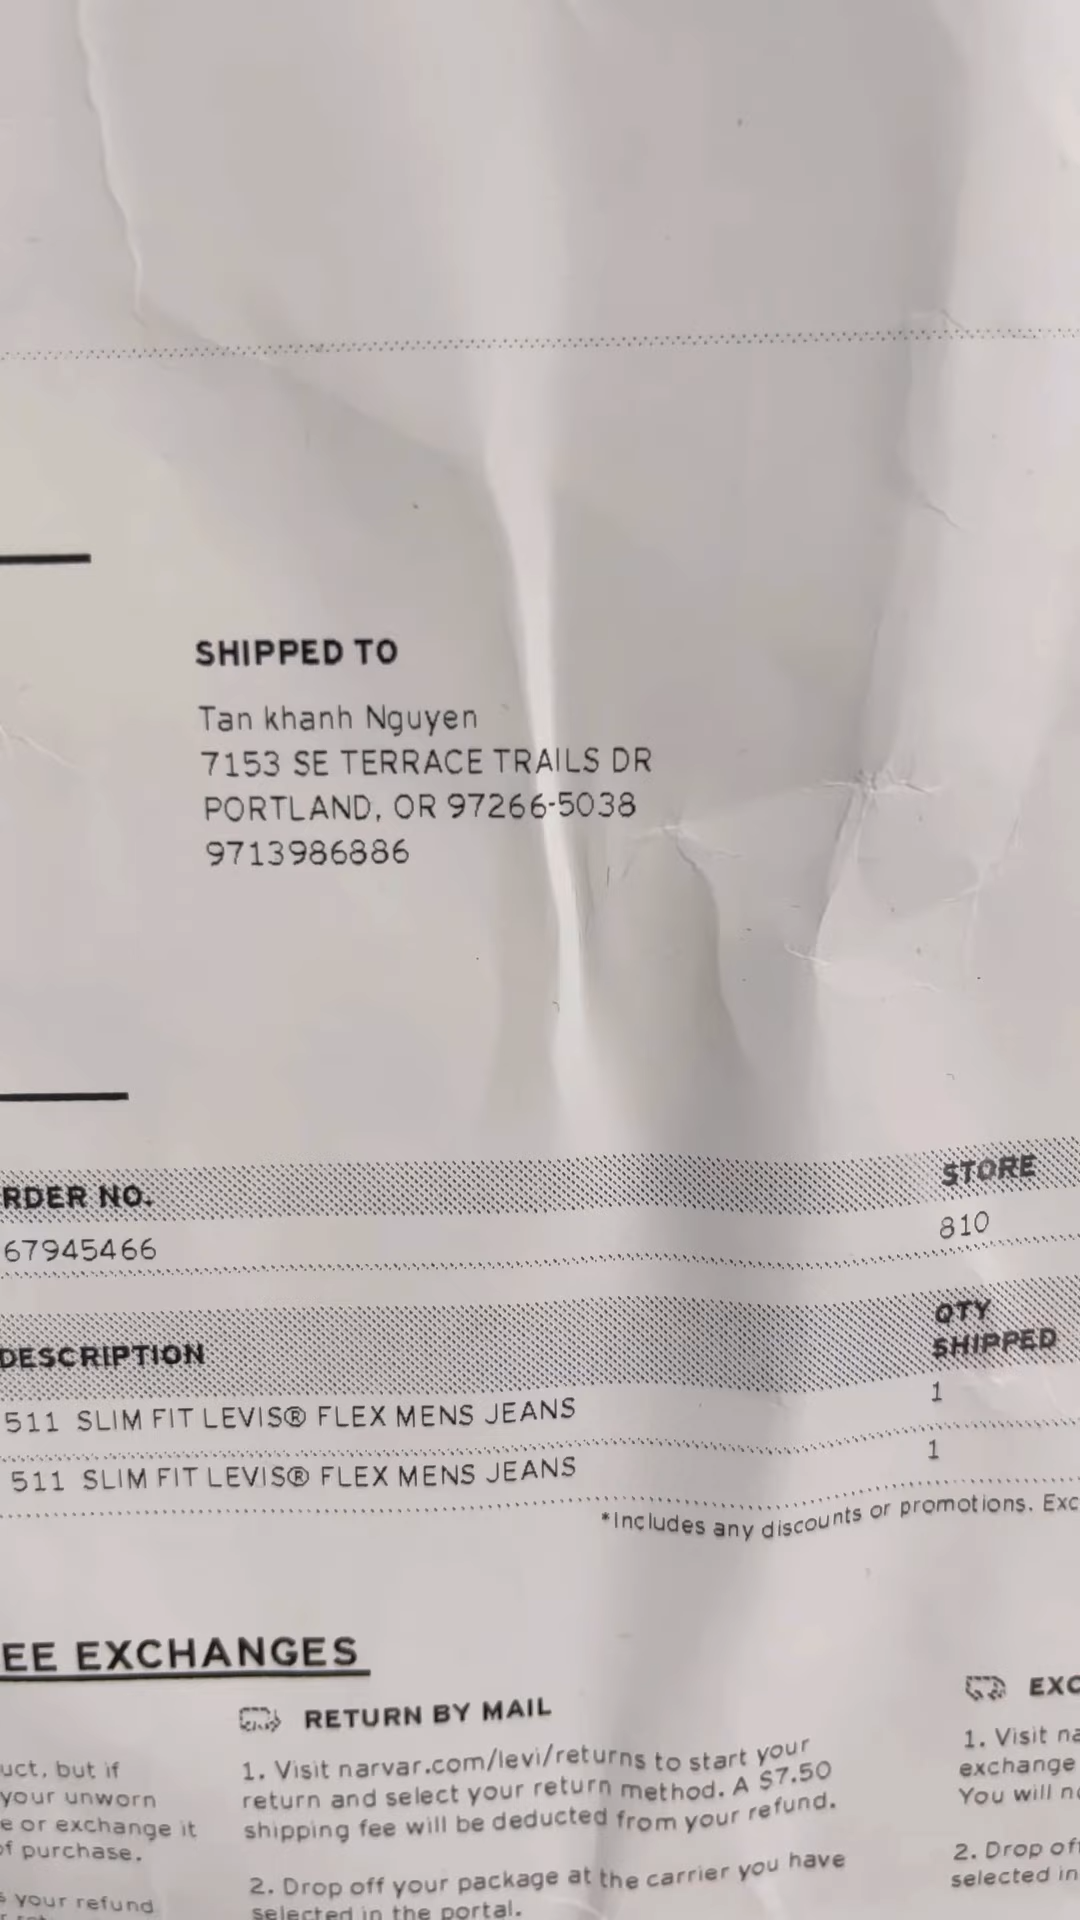 SHIPPED TO
Tan khanh Nguyen
7153 SE TERRACE TRAILS DR
PORTLAND, OR 97266-5038
9713986886
RDER NO.
STORE
67945466
810
DESCRIPTION
QTY
SHIPPED
511 SLIM FIT LEVIS® FLEX MENS JEANS
1
511 SLIM FIT LEVIS® FLEX MENS JEANS
1
*Includes any discounts or promotions. Exc
EE EXCHANGES
uct, but if
your unworn
e or exchange it
of purchase.
your refund
RETURN BY MAIL
1. Visit narvar.com/levi/returns to start your
return and select your return method. A $7.50
shipping fee will be deducted from your refund.
2. Drop off your package at the carrier you have
selected in the portal.
EXC
1. Visit na
exchange
You will no
2. Drop off
selected in